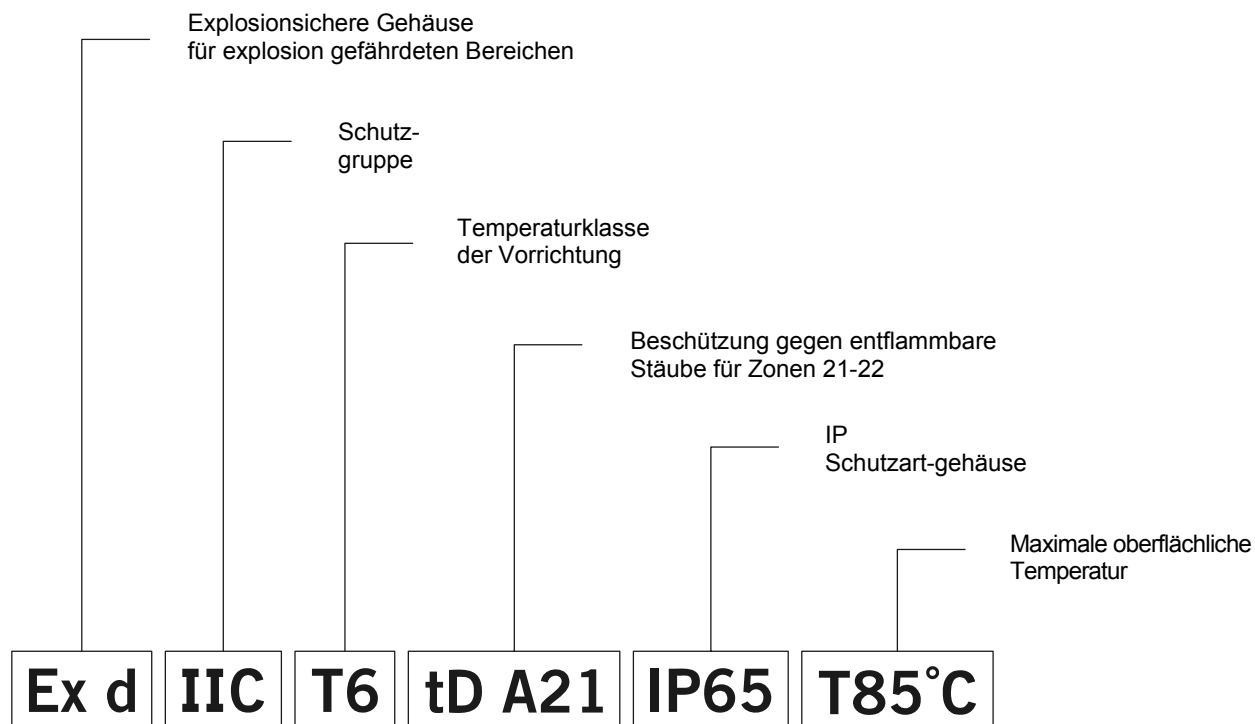 Explosionsichere Gehäuse
für explosion gefährdeten Bereichen
Schutz-
gruppe
Temperaturklasse
der Vorrichtung
Beschützung gegen entflammbare
Stäube für Zonen 21-22
IP
Schutzart-gehäuse
Maximale oberflächliche
Temperatur
Ex d IIC T6 tD A21 IP65 T85°C